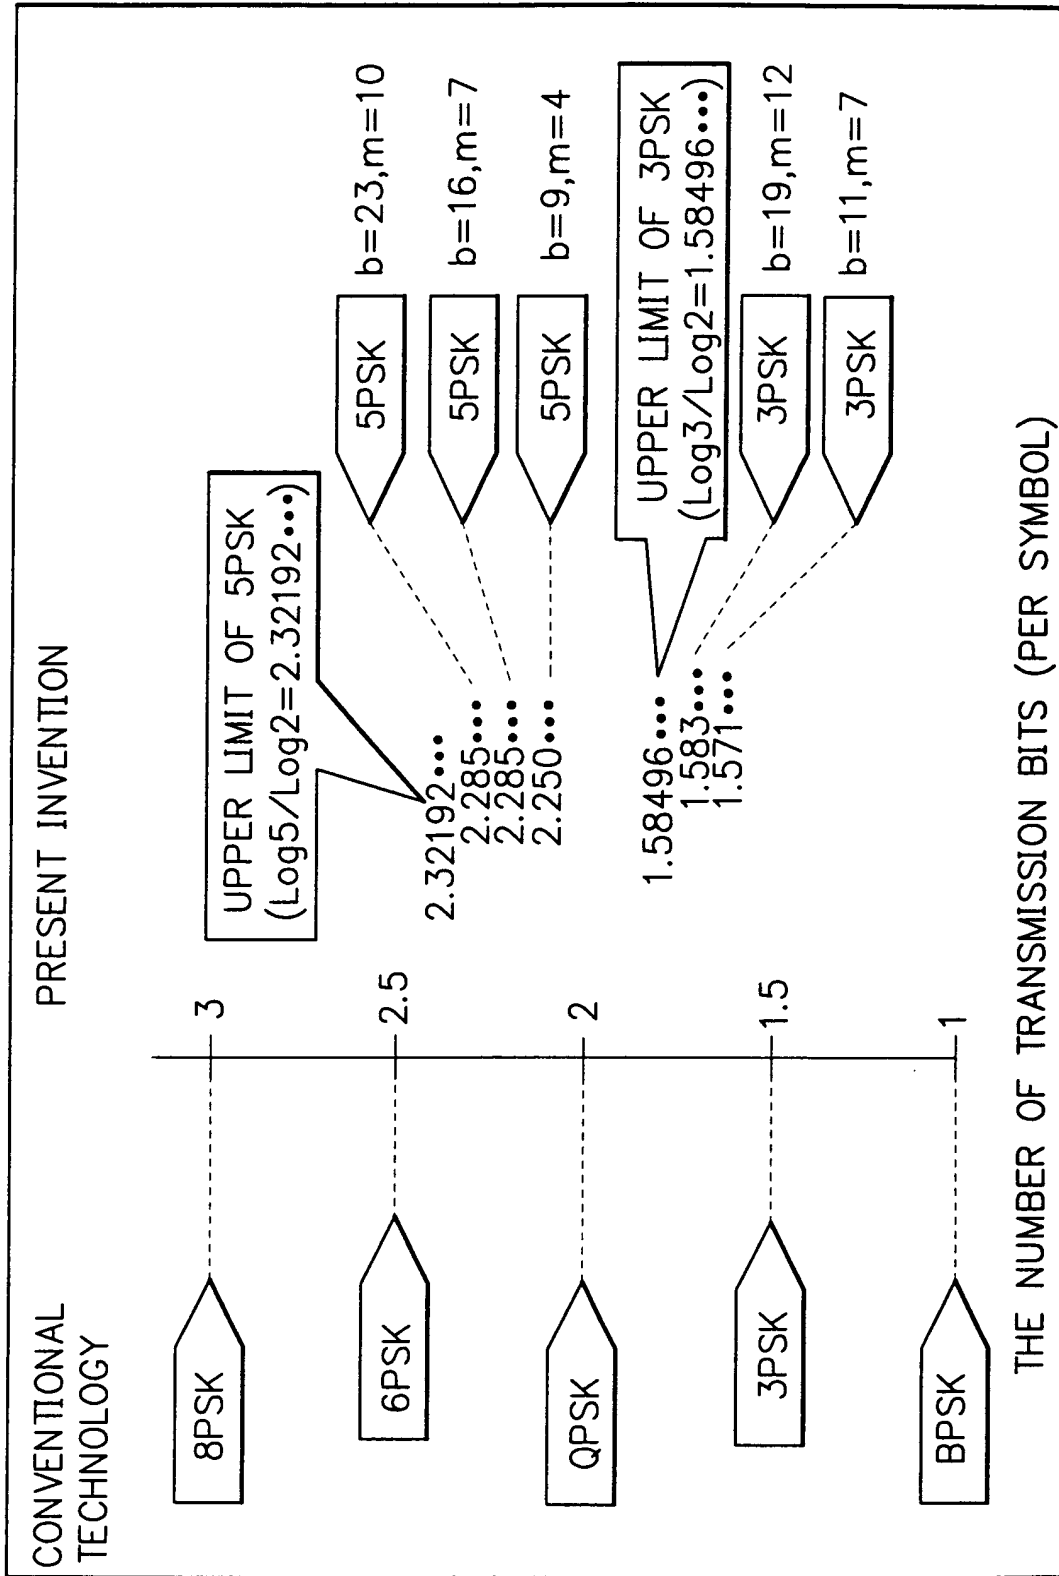 CONVENTIONAL
TECHNOLOGY
PRESENT INVENTION
8PSK
3
6PSK
2.5
QPSK
2
3PSK
1.5
BPSK
1
UPPER LIMIT OF 5PSK
(Log5/Log2=2.32192•••)
2.32192•••
2.285•••
2.285•••
2.250•••
5PSK
b=23,m=10
5PSK
b=16,m=7
5PSK
b=9,m=4
UPPER LIMIT OF 3PSK
(Log3/Log2=1.58496•••)
1.58496•••
1.583•••
1.571•••
3PSK
b=19,m=12
3PSK
b=11,m=7
THE NUMBER OF TRANSMISSION BITS (PER SYMBOL)